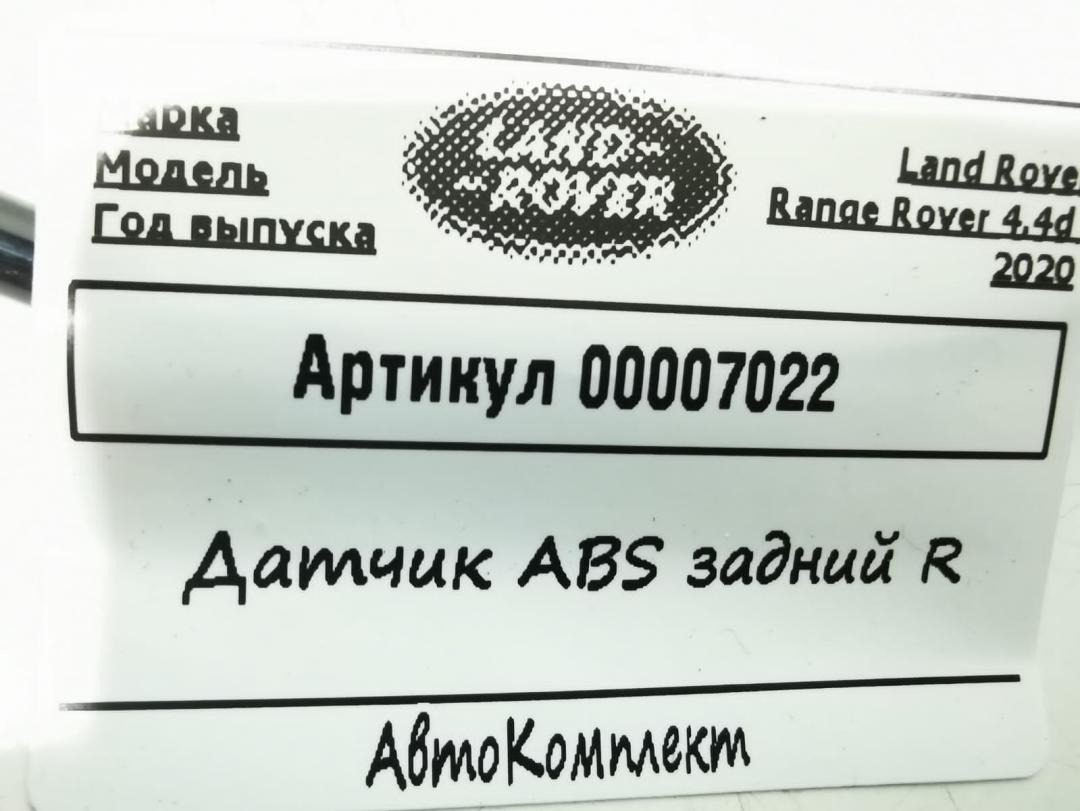 Марка
Модель
Год выпуска
LAND-
-ROVER
Land Rover
Range Rover 4.4d
2020
Артикул 00007022
Датчик ABS задний R
АвтоКомплект